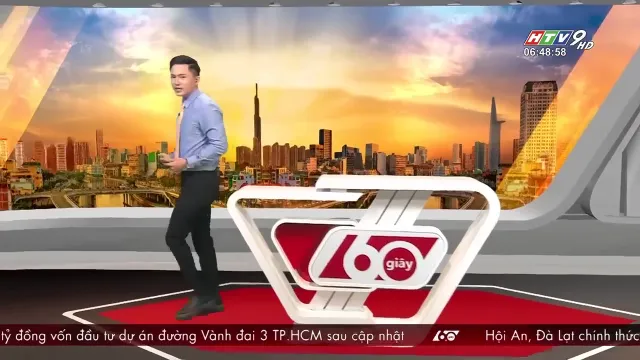 HTV9 HD
06:48:58
60 giây
tỷ đồng vốn đầu tư dự án đường Vành đai 3 TP.HCM sau cập nhật 60 Hội An, Đà Lạt chính thức